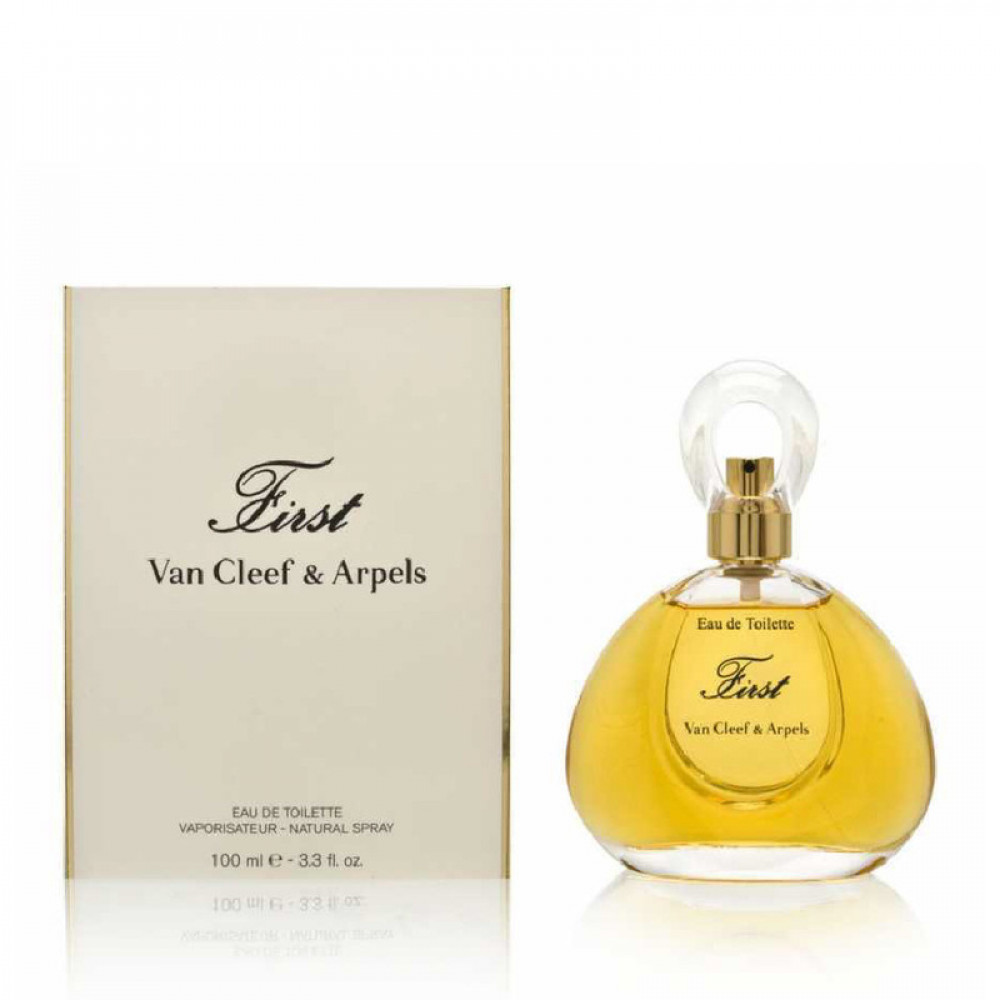 First
Van Cleef & Arpels
EAU DE TOILETTE
VAPORISATEUR - NATURAL SPRAY
100 ml ℮ - 3.3 fl. oz.
Eau de Toilette
First
Van Cleef & Arpels